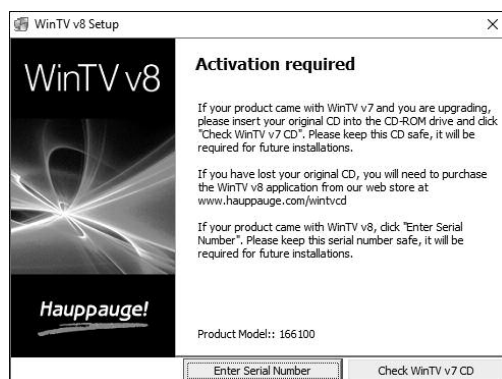 WinTV v8 Setup
WinTV v8
Activation required
If your product came with WinTV v7 and you are upgrading,
please insert your original CD into the CD-ROM drive and click
"Check WinTV v7 CD". Please keep this CD safe, it will be
required for future installations.
If you have lost your original CD, you will need to purchase
the WinTV v8 application from our web store at
www.hauppauge.com/wintvcd
If your product came with WinTV v8, click "Enter Serial
Number". Please keep this serial number safe, it will be
required for future installations.
Hauppauge!
Product Model:: 166100
Enter Serial Number
Check WinTV v7 CD